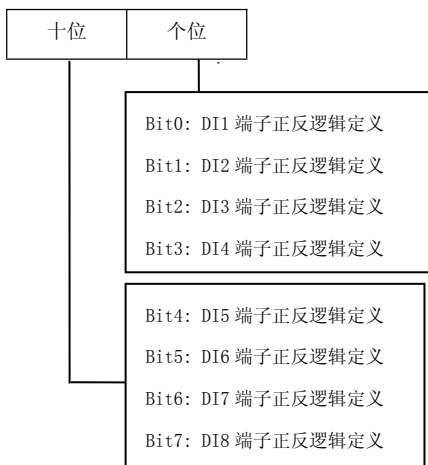 十位 个位
Bit0: DI1 端子正反逻辑定义
Bit1: DI2 端子正反逻辑定义
Bit2: DI3 端子正反逻辑定义
Bit3: DI4 端子正反逻辑定义
Bit4: DI5 端子正反逻辑定义
Bit5: DI6 端子正反逻辑定义
Bit6: DI7 端子正反逻辑定义
Bit7: DI8 端子正反逻辑定义